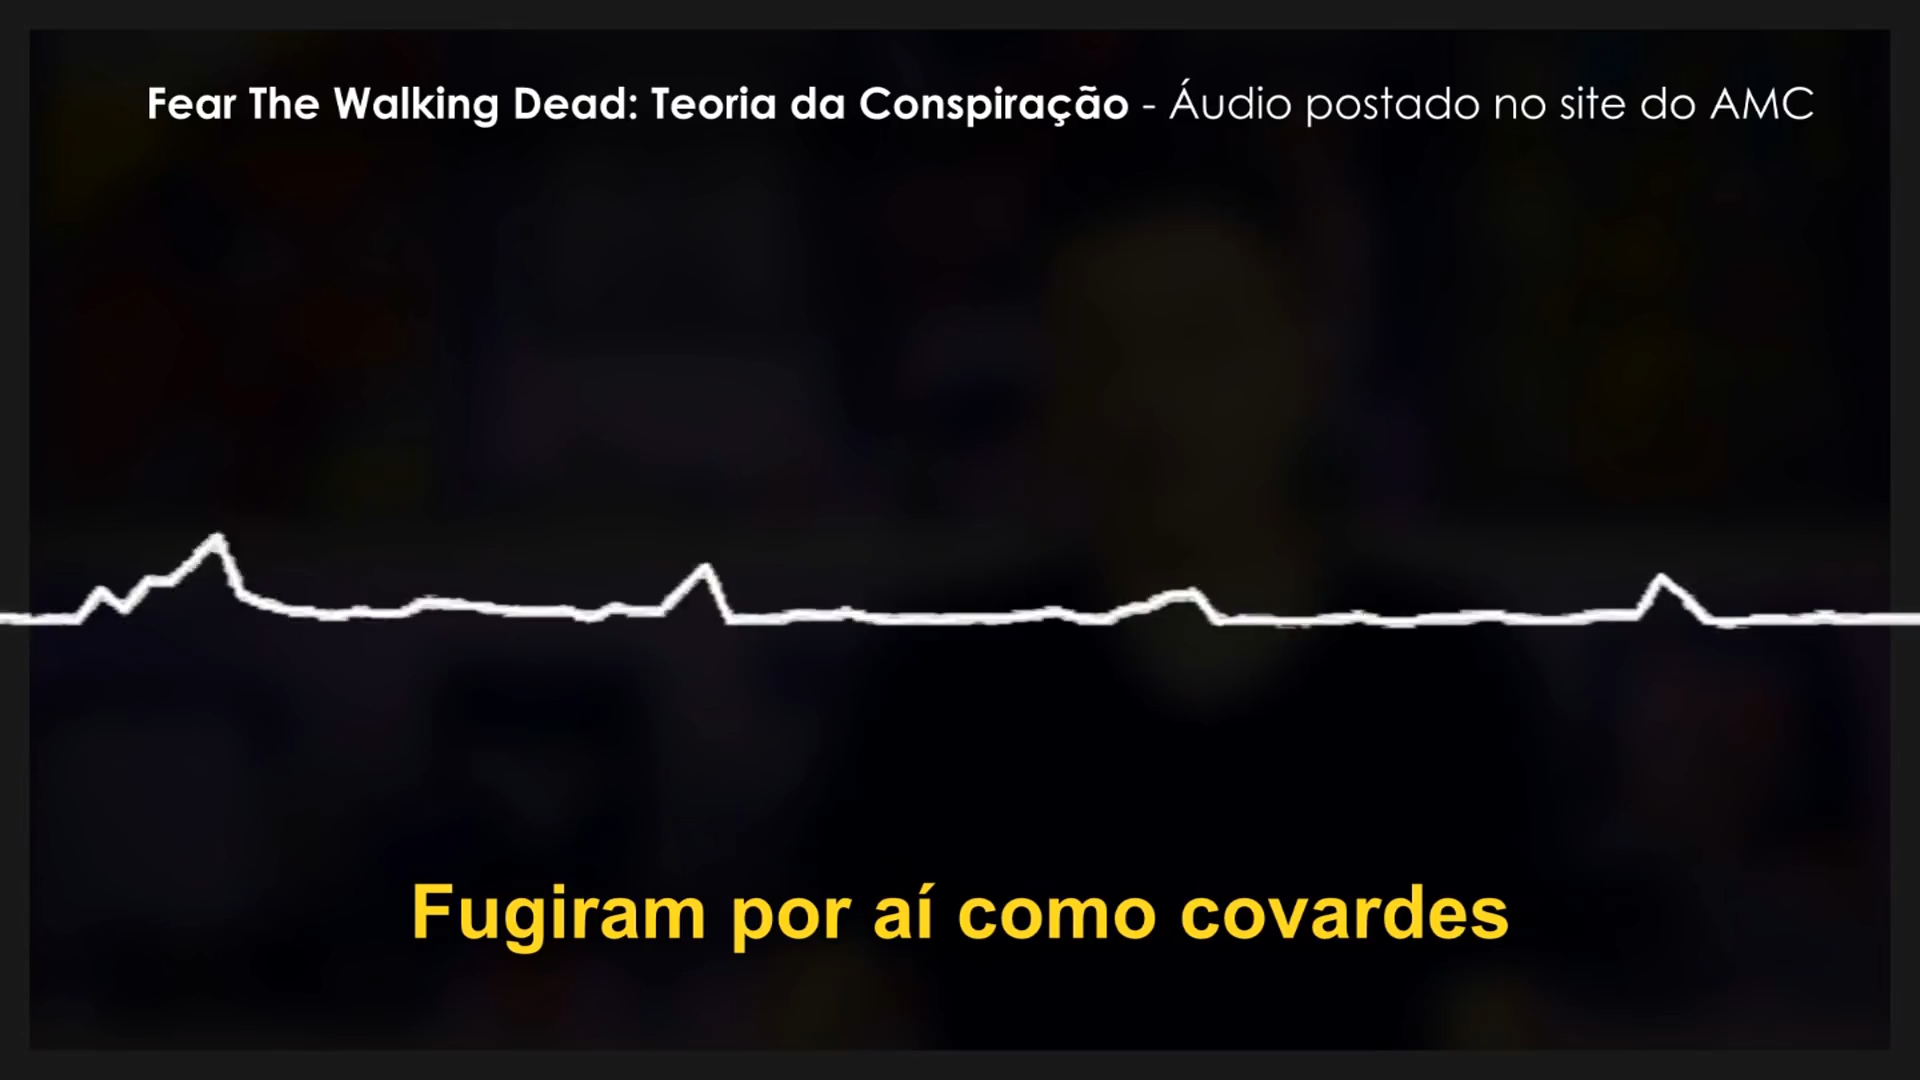 Fear The Walking Dead: Teoria da Conspiração - Áudio postado no site do AMC
Fugiram por aí como covardes